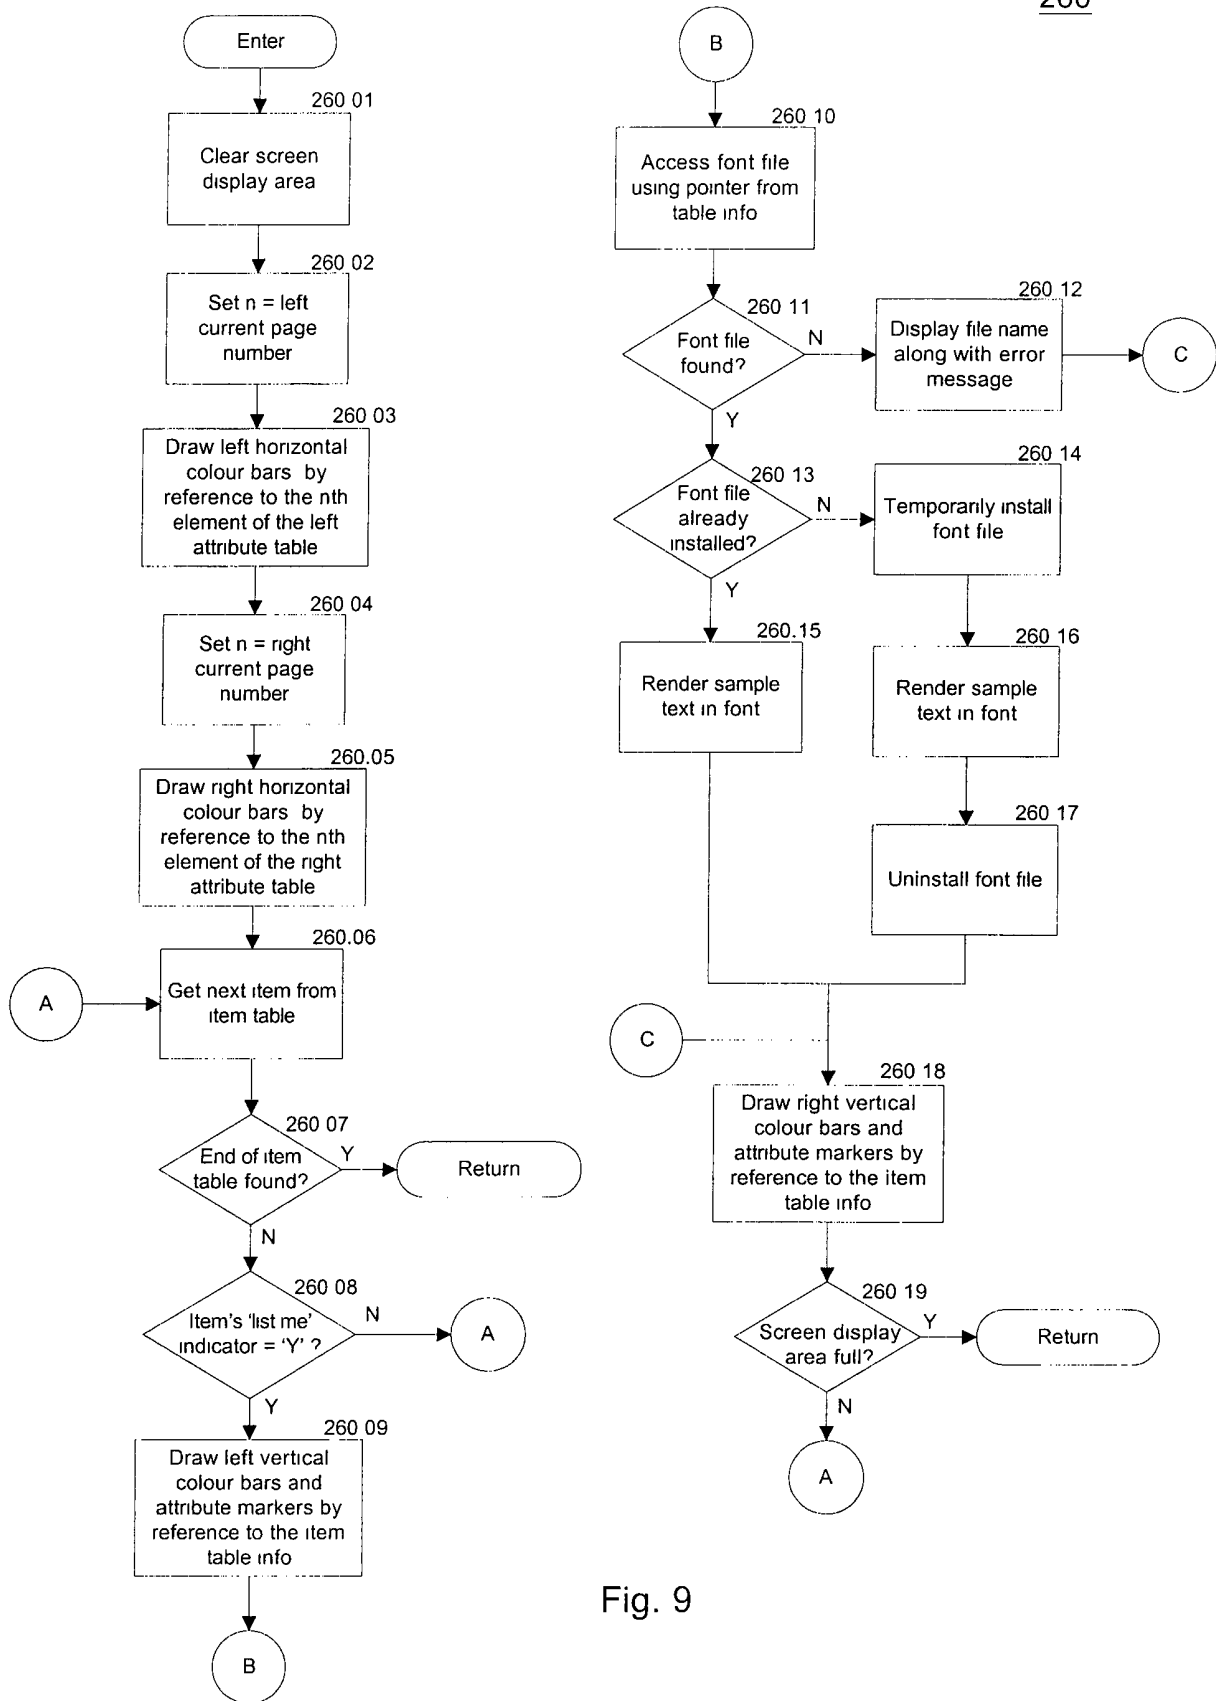 260
Enter
260 01
Clear screen
display area
260 02
Set n = left
current page
number
260 03
Draw left horizontal
colour bars by
reference to the nth
element of the left
attribute table
260 04
Set n = right
current page
number
260.05
Draw right horizontal
colour bars by
reference to the nth
element of the right
attribute table
260.06
A
Get next item from
item table
260 07
End of item
table found?
Y
Return
N
260 08
Item's 'list me'
indicator = 'Y' ?
N
A
Y
260 09
Draw left vertical
colour bars and
attribute markers by
reference to the item
table info
B
B
260 10
Access font file
using pointer from
table info
260 11
Font file
found?
N
260 12
Display file name
along with error
message
C
Y
260 13
Font file
already
installed?
N
260 14
Temporarily install
font file
Y
260.15
Render sample
text in font
260 16
Render sample
text in font
260 17
Uninstall font file
C
260 18
Draw right vertical
colour bars and
attribute markers by
reference to the item
table info
260 19
Screen display
area full?
Y
Return
N
A
Fig. 9